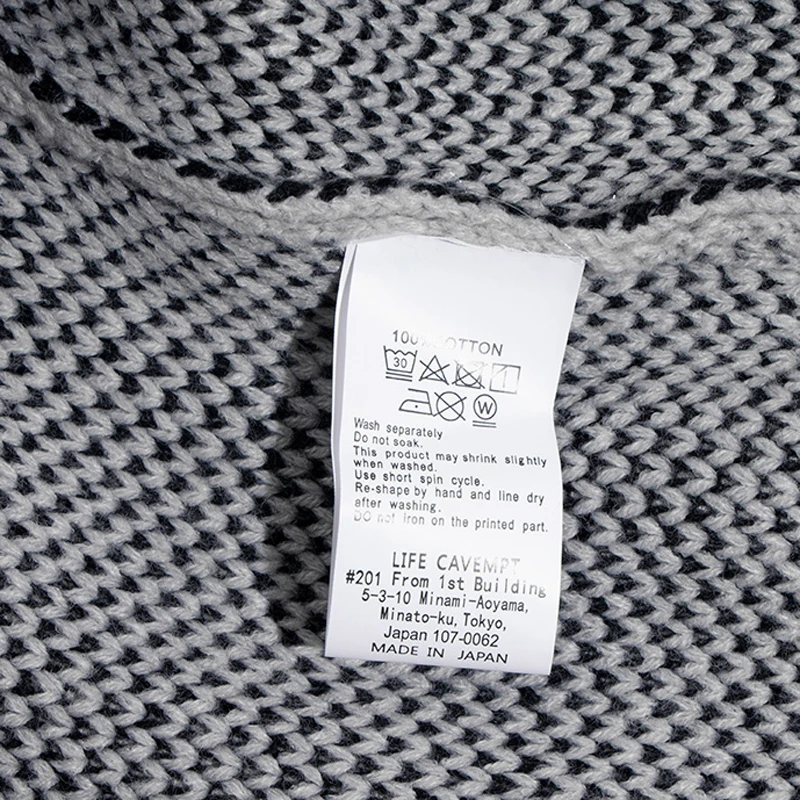 100% COTTON
30
W
Wash separately
Do not soak.
This product may shrink slightly
when washed.
Use short spin cycle.
Re-shape by hand and line dry
after washing.
DO not iron on the printed part.
LIFE CAVEMPT
#201 From 1st Building
5-3-10 Minami-Aoyama,
Minato-ku, Tokyo,
Japan 107-0062
MADE IN JAPAN